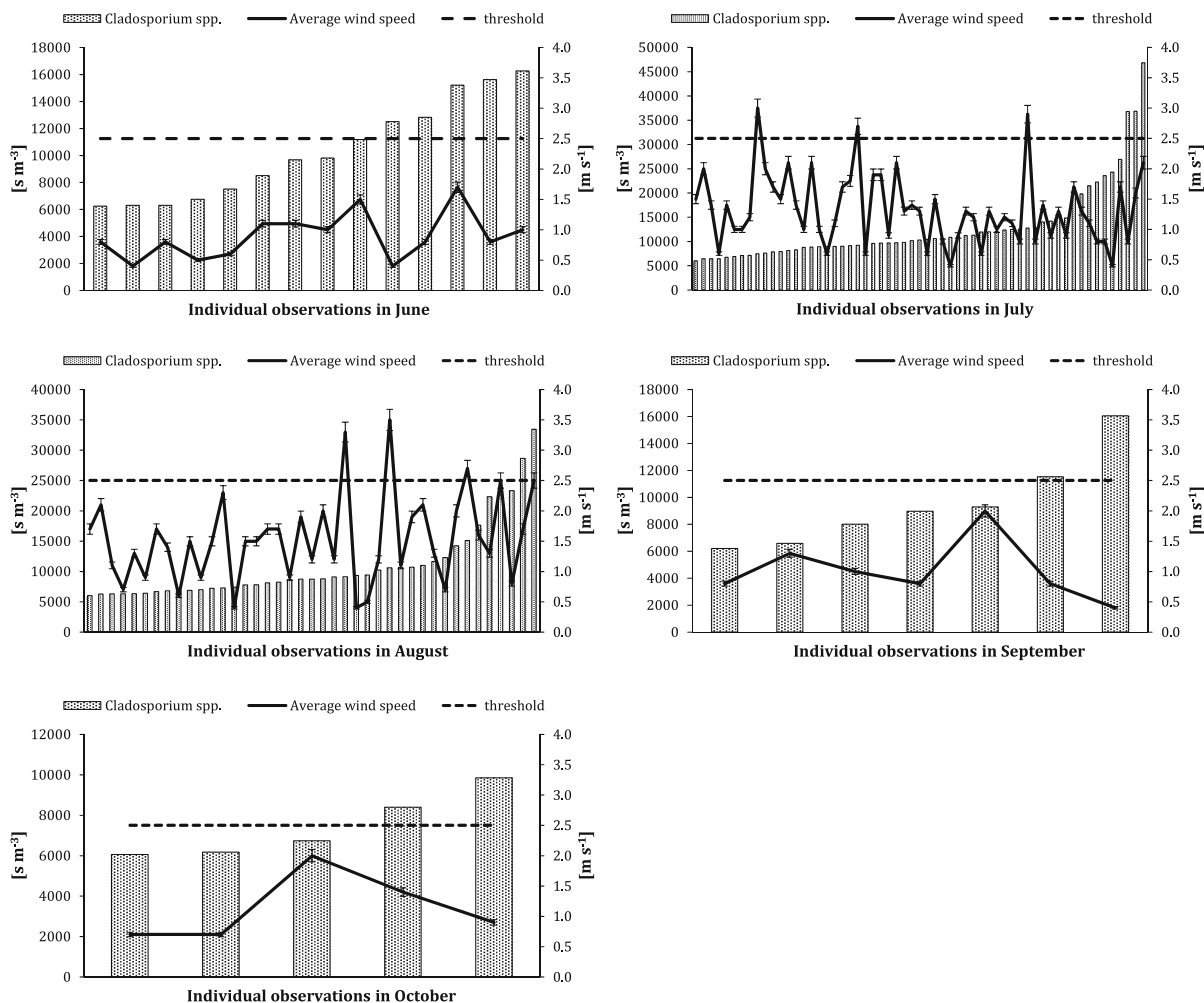 Cladosporium spp. Average wind speed threshold
18000 4.0
16000 3.5
14000 3.0
12000 2.5
10000 2.0
8000 1.5
6000 1.0
4000 0.5
2000 0.0
0
[s m-3]
[m s-1]
Individual observations in June
Cladosporium spp. Average wind speed threshold
50000 4.0
45000 3.5
40000 3.0
35000 2.5
30000 2.0
25000 1.5
20000 1.0
15000 0.5
10000 0.0
5000
0
[s m-3]
[m s-1]
Individual observations in July
Cladosporium spp. Average wind speed threshold
40000 4.0
35000 3.5
30000 3.0
25000 2.5
20000 2.0
15000 1.5
10000 1.0
5000 0.5
0 0.0
[s m-3]
[m s-1]
Individual observations in August
Cladosporium spp. Average wind speed threshold
18000 4.0
16000 3.5
14000 3.0
12000 2.5
10000 2.0
8000 1.5
6000 1.0
4000 0.5
2000 0.0
0
[s m-3]
[m s-1]
Individual observations in September
Cladosporium spp. Average wind speed threshold
12000 4.0
10000 3.5
8000 3.0
6000 2.5
4000 2.0
2000 1.5
0 1.0
0.5
0.0
[s m-3]
[m s-1]
Individual observations in October